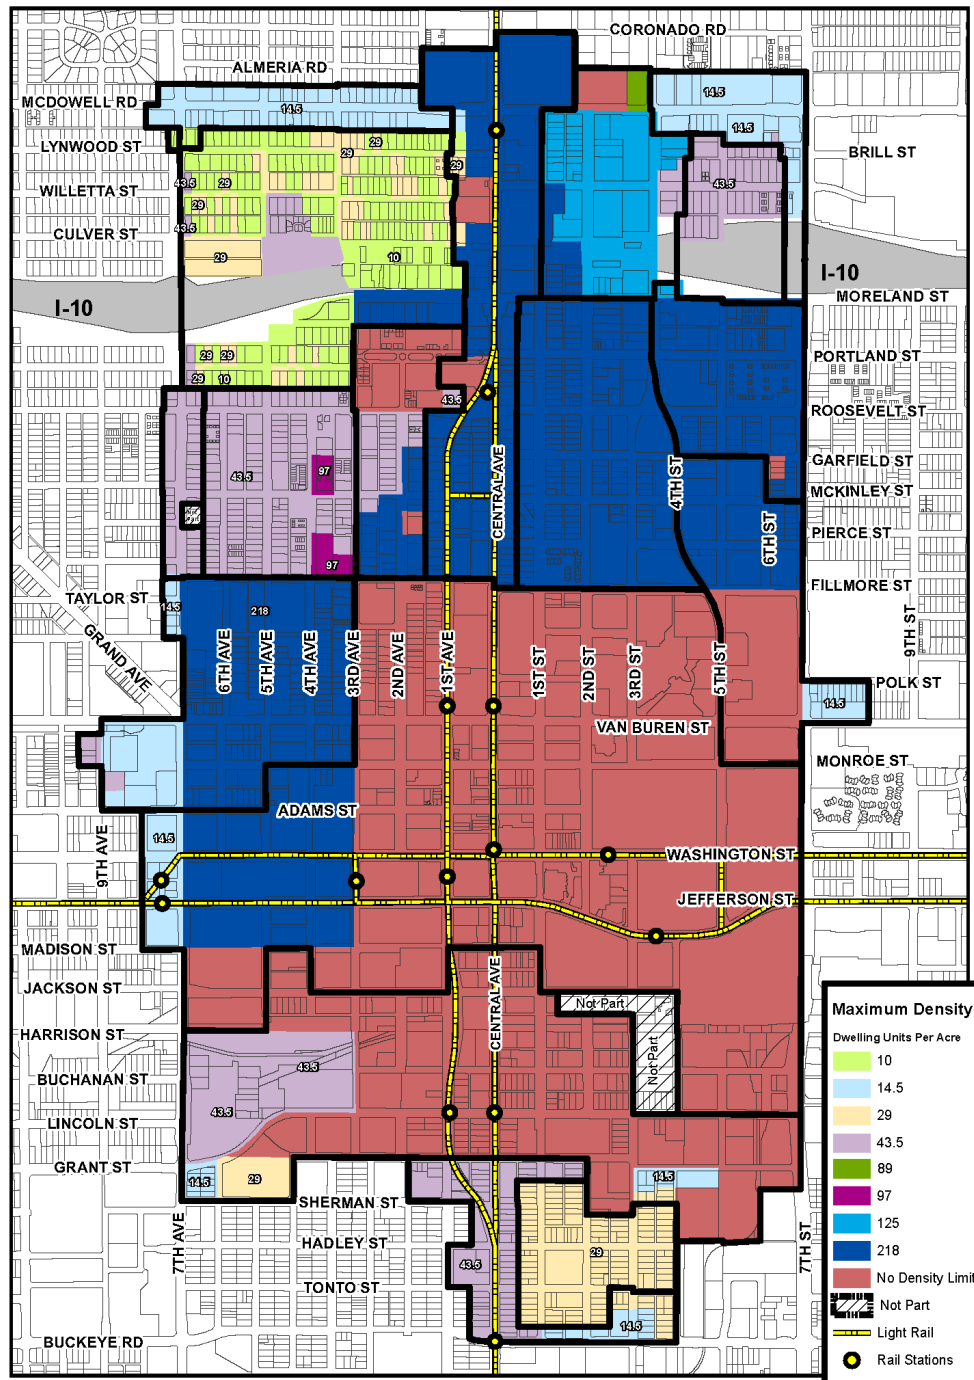 CORONADO RD
ALMERIA RD
MCDOWELL RD
14.5
14.5
14.5
LYNWOOD ST
29
29
BRILL ST
29
WILLETTA ST
43.5
29
43.5
29
CULVER ST
43.5
29
10
I-10
I-10
MORELAND ST
29
29
PORTLAND ST
29
10
43.5
ROOSEVELT ST
43.5
97
4TH ST
GARFIELD ST
CENTRAL AVE
MCKINLEY ST
Not Part
6TH ST
PIERCE ST
97
FILLMORE ST
TAYLOR ST
14.5
218
GRAND AVE
6TH AVE
5TH AVE
4TH AVE
3RD AVE
2ND AVE
1ST AVE
1ST ST
2ND ST
3RD ST
5TH ST
9TH ST
POLK ST
14.5
VAN BUREN ST
MONROE ST
ADAMS ST
14.5
9TH AVE
WASHINGTON ST
JEFFERSON ST
MADISON ST
JACKSON ST
CENTRAL AVE
Not Part
HARRISON ST
Not Part
43.5
BUCHANAN ST
43.5
LINCOLN ST
GRANT ST
14.5
29
14.5
SHERMAN ST
7TH AVE
HADLEY ST
29
7TH ST
43.5
TONTO ST
14.5
BUCKEYE RD
Maximum Density
Dwelling Units Per Acre
10
14.5
29
43.5
89
97
125
218
No Density Limit
Not Part
Light Rail
Rail Stations